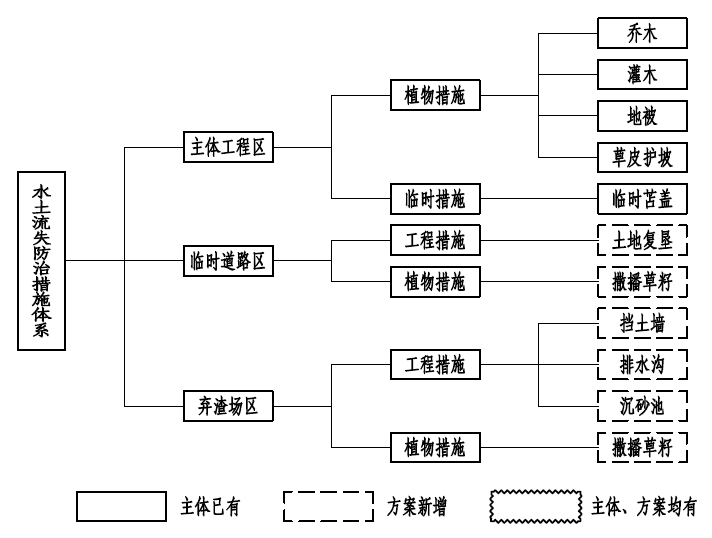 水土流失防治措施体系
主体工程区
植物措施
乔木
灌木
地被
草皮护坡
临时措施
临时苫盖
临时道路区
工程措施
土地复垦
植物措施
撒播草籽
弃渣场区
工程措施
挡土墙
排水沟
沉砂池
植物措施
撒播草籽
主体已有
方案新增
主体、方案均有